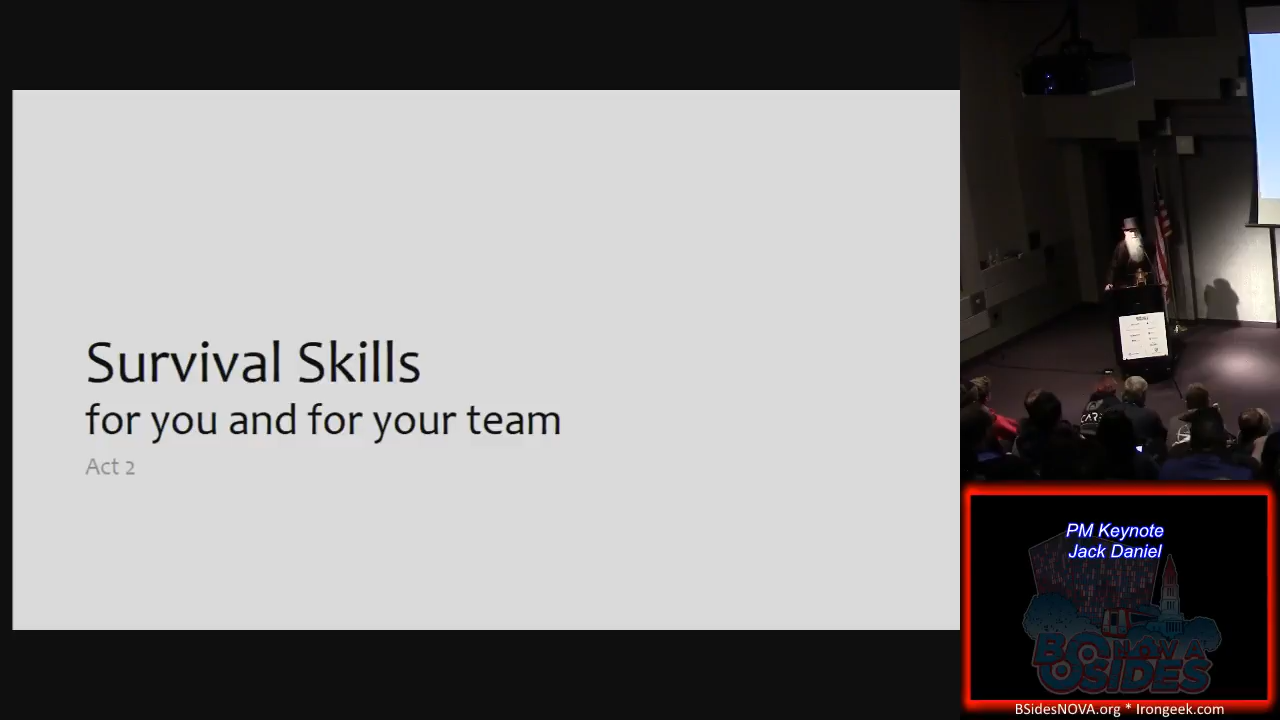 Survival Skills
for you and for your team
Act 2
CARE
PM Keynote
Jack Daniel
BSIDES
NOVA
BSidesNOVA.org * Irongeek.com